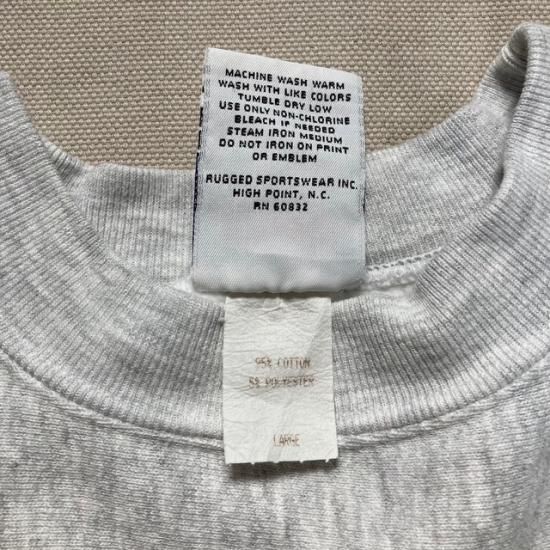 MACHINE WASH WARM
WASH WITH LIKE COLORS
TUMBLE DRY LOW
USE ONLY NON-CHLORINE
BLEACH IF NEEDED
STEAM IRON MEDIUM
DO NOT IRON ON PRINT
OR EMBLEM
RUGGED SPORTSWEAR INC.
HIGH POINT, N.C.
RN 60832
95% COTTON
5% POLYESTER
LARGE